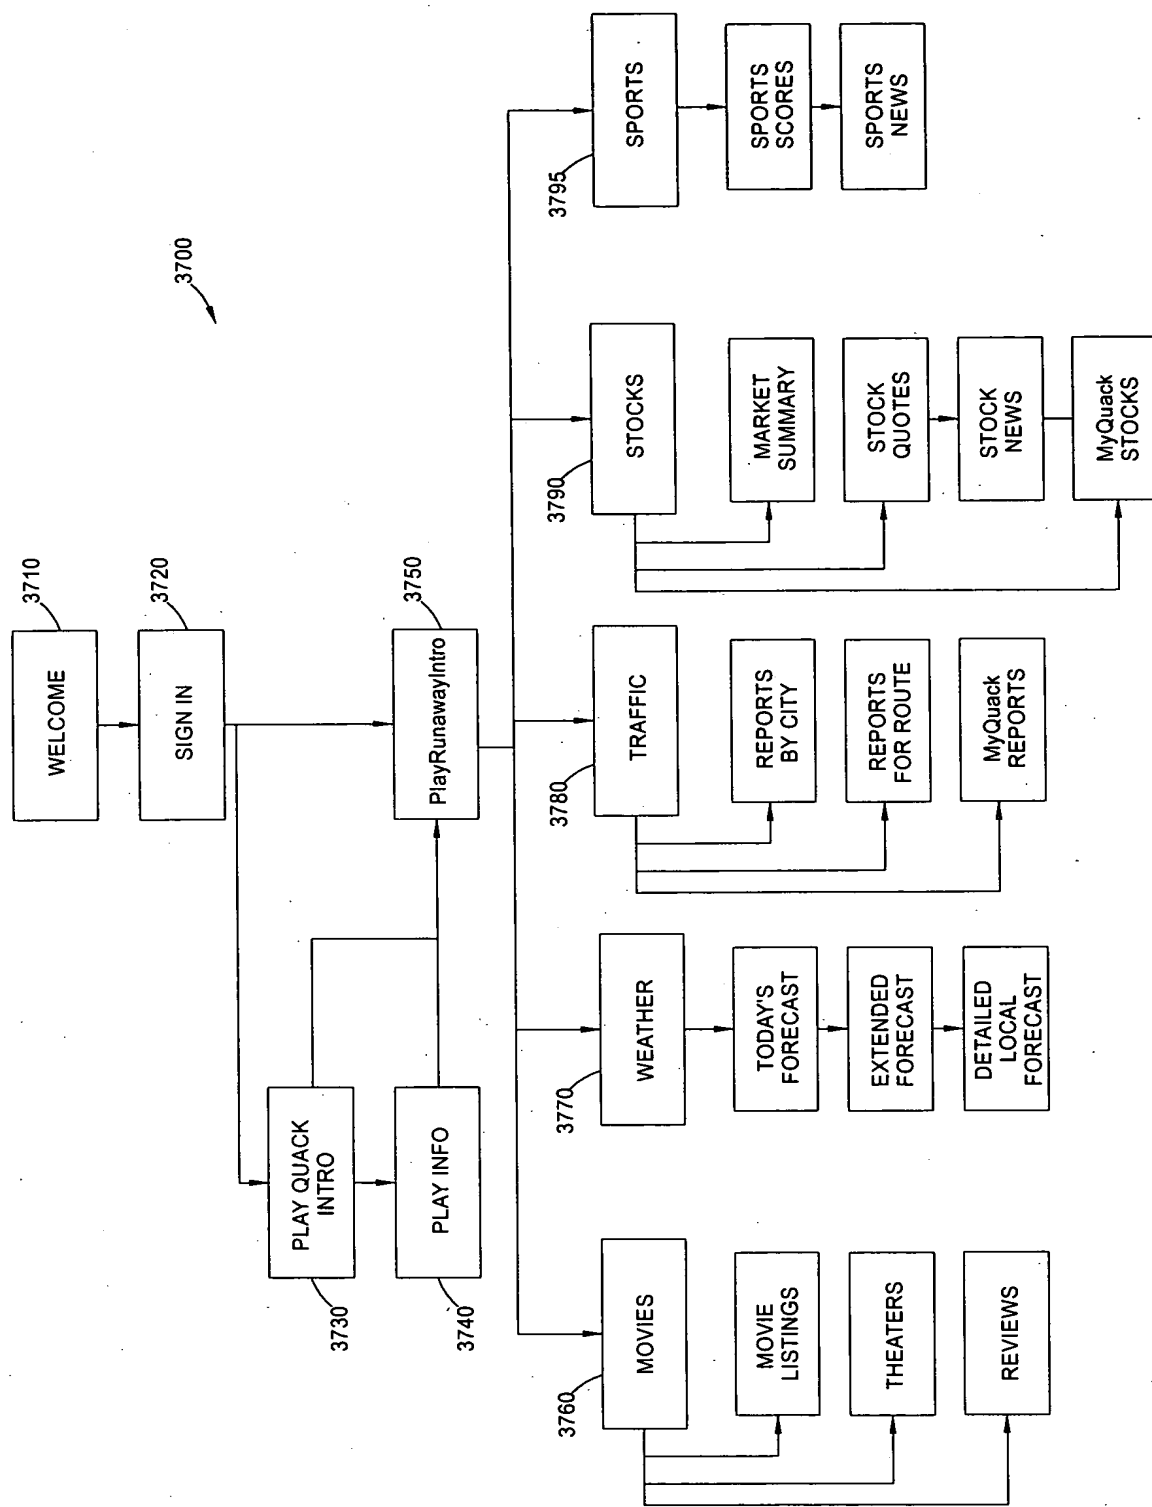 3700
WELCOME
3710
SIGN IN
3720
PLAY QUACK
INTRO
3730
PLAY INFO
3740
PlayRunawayIntro
3750
MOVIES
3760
MOVIE
LISTINGS
THEATERS
REVIEWS
WEATHER
3770
TODAY'S
FORECAST
EXTENDED
FORECAST
DETAILED
LOCAL
FORECAST
TRAFFIC
3780
REPORTS
BY CITY
REPORTS
FOR ROUTE
MyQuack
REPORTS
STOCKS
3790
MARKET
SUMMARY
STOCK
QUOTES
STOCK
NEWS
MyQuack
STOCKS
SPORTS
3795
SPORTS
SCORES
SPORTS
NEWS